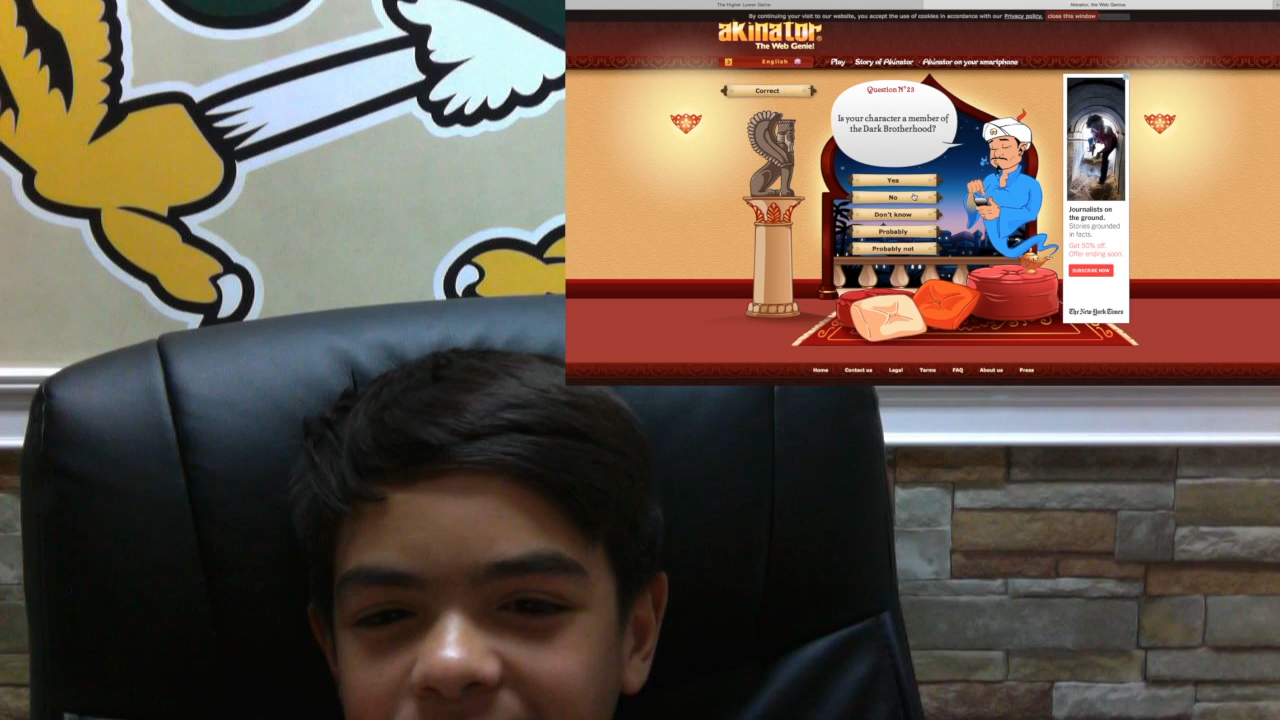 The Higher Lower Game
Akinator, the Web Genius
By continuing your visit to our website, you accept the use of cookies in accordance with our Privacy policy. close this window
akinator
The Web Genie!
English
Play Story of Akinator Akinator on your smartphone
Correct
Question N°23
Is your character a member of
the Dark Brotherhood?
Yes
No
Don't know
Probably
Probably not
Journalists on
the ground.
Stories grounded
in facts.
Get 50% off.
Offer ending soon.
SUBSCRIBE NOW
The New York Times
Home Contact us Legal Terms FAQ About us Press